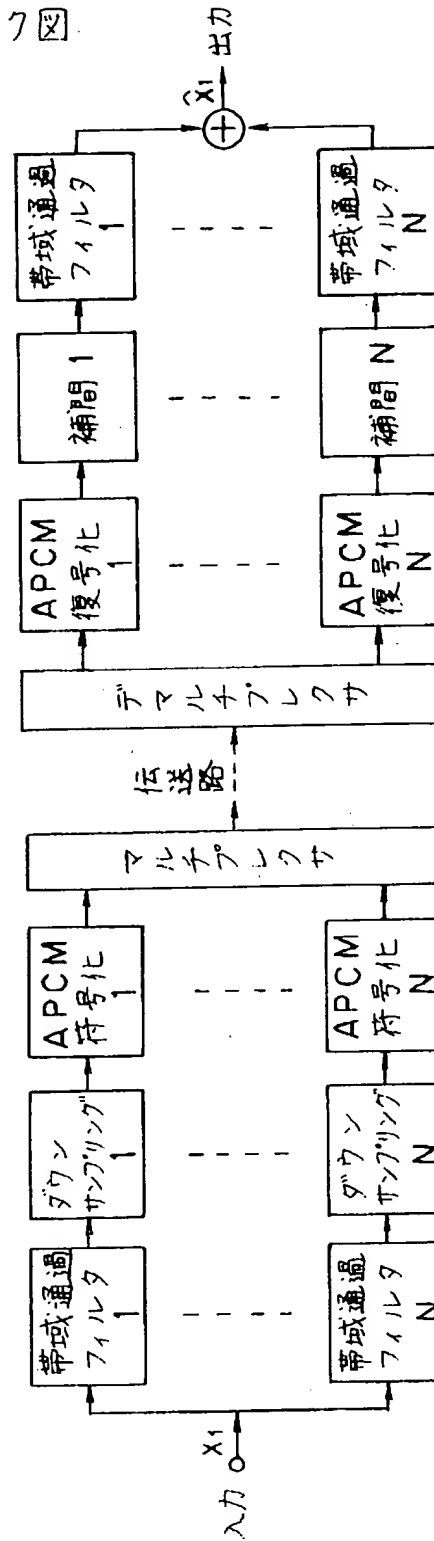 7図
入力
X1
帯域通過
フィルタ
1
ダウン
サンプリング
1
APCM
符号化
1
帯域通過
フィルタ
N
ダウン
サンプリング
N
APCM
符号化
N
マルチプレクサ
伝送路
デマルチプレクサ
APCM
復号化
1
補間 1
帯域通過
フィルタ
1
APCM
復号化
N
補間 N
帯域通過
フィルタ
N
+
X̂1
出力